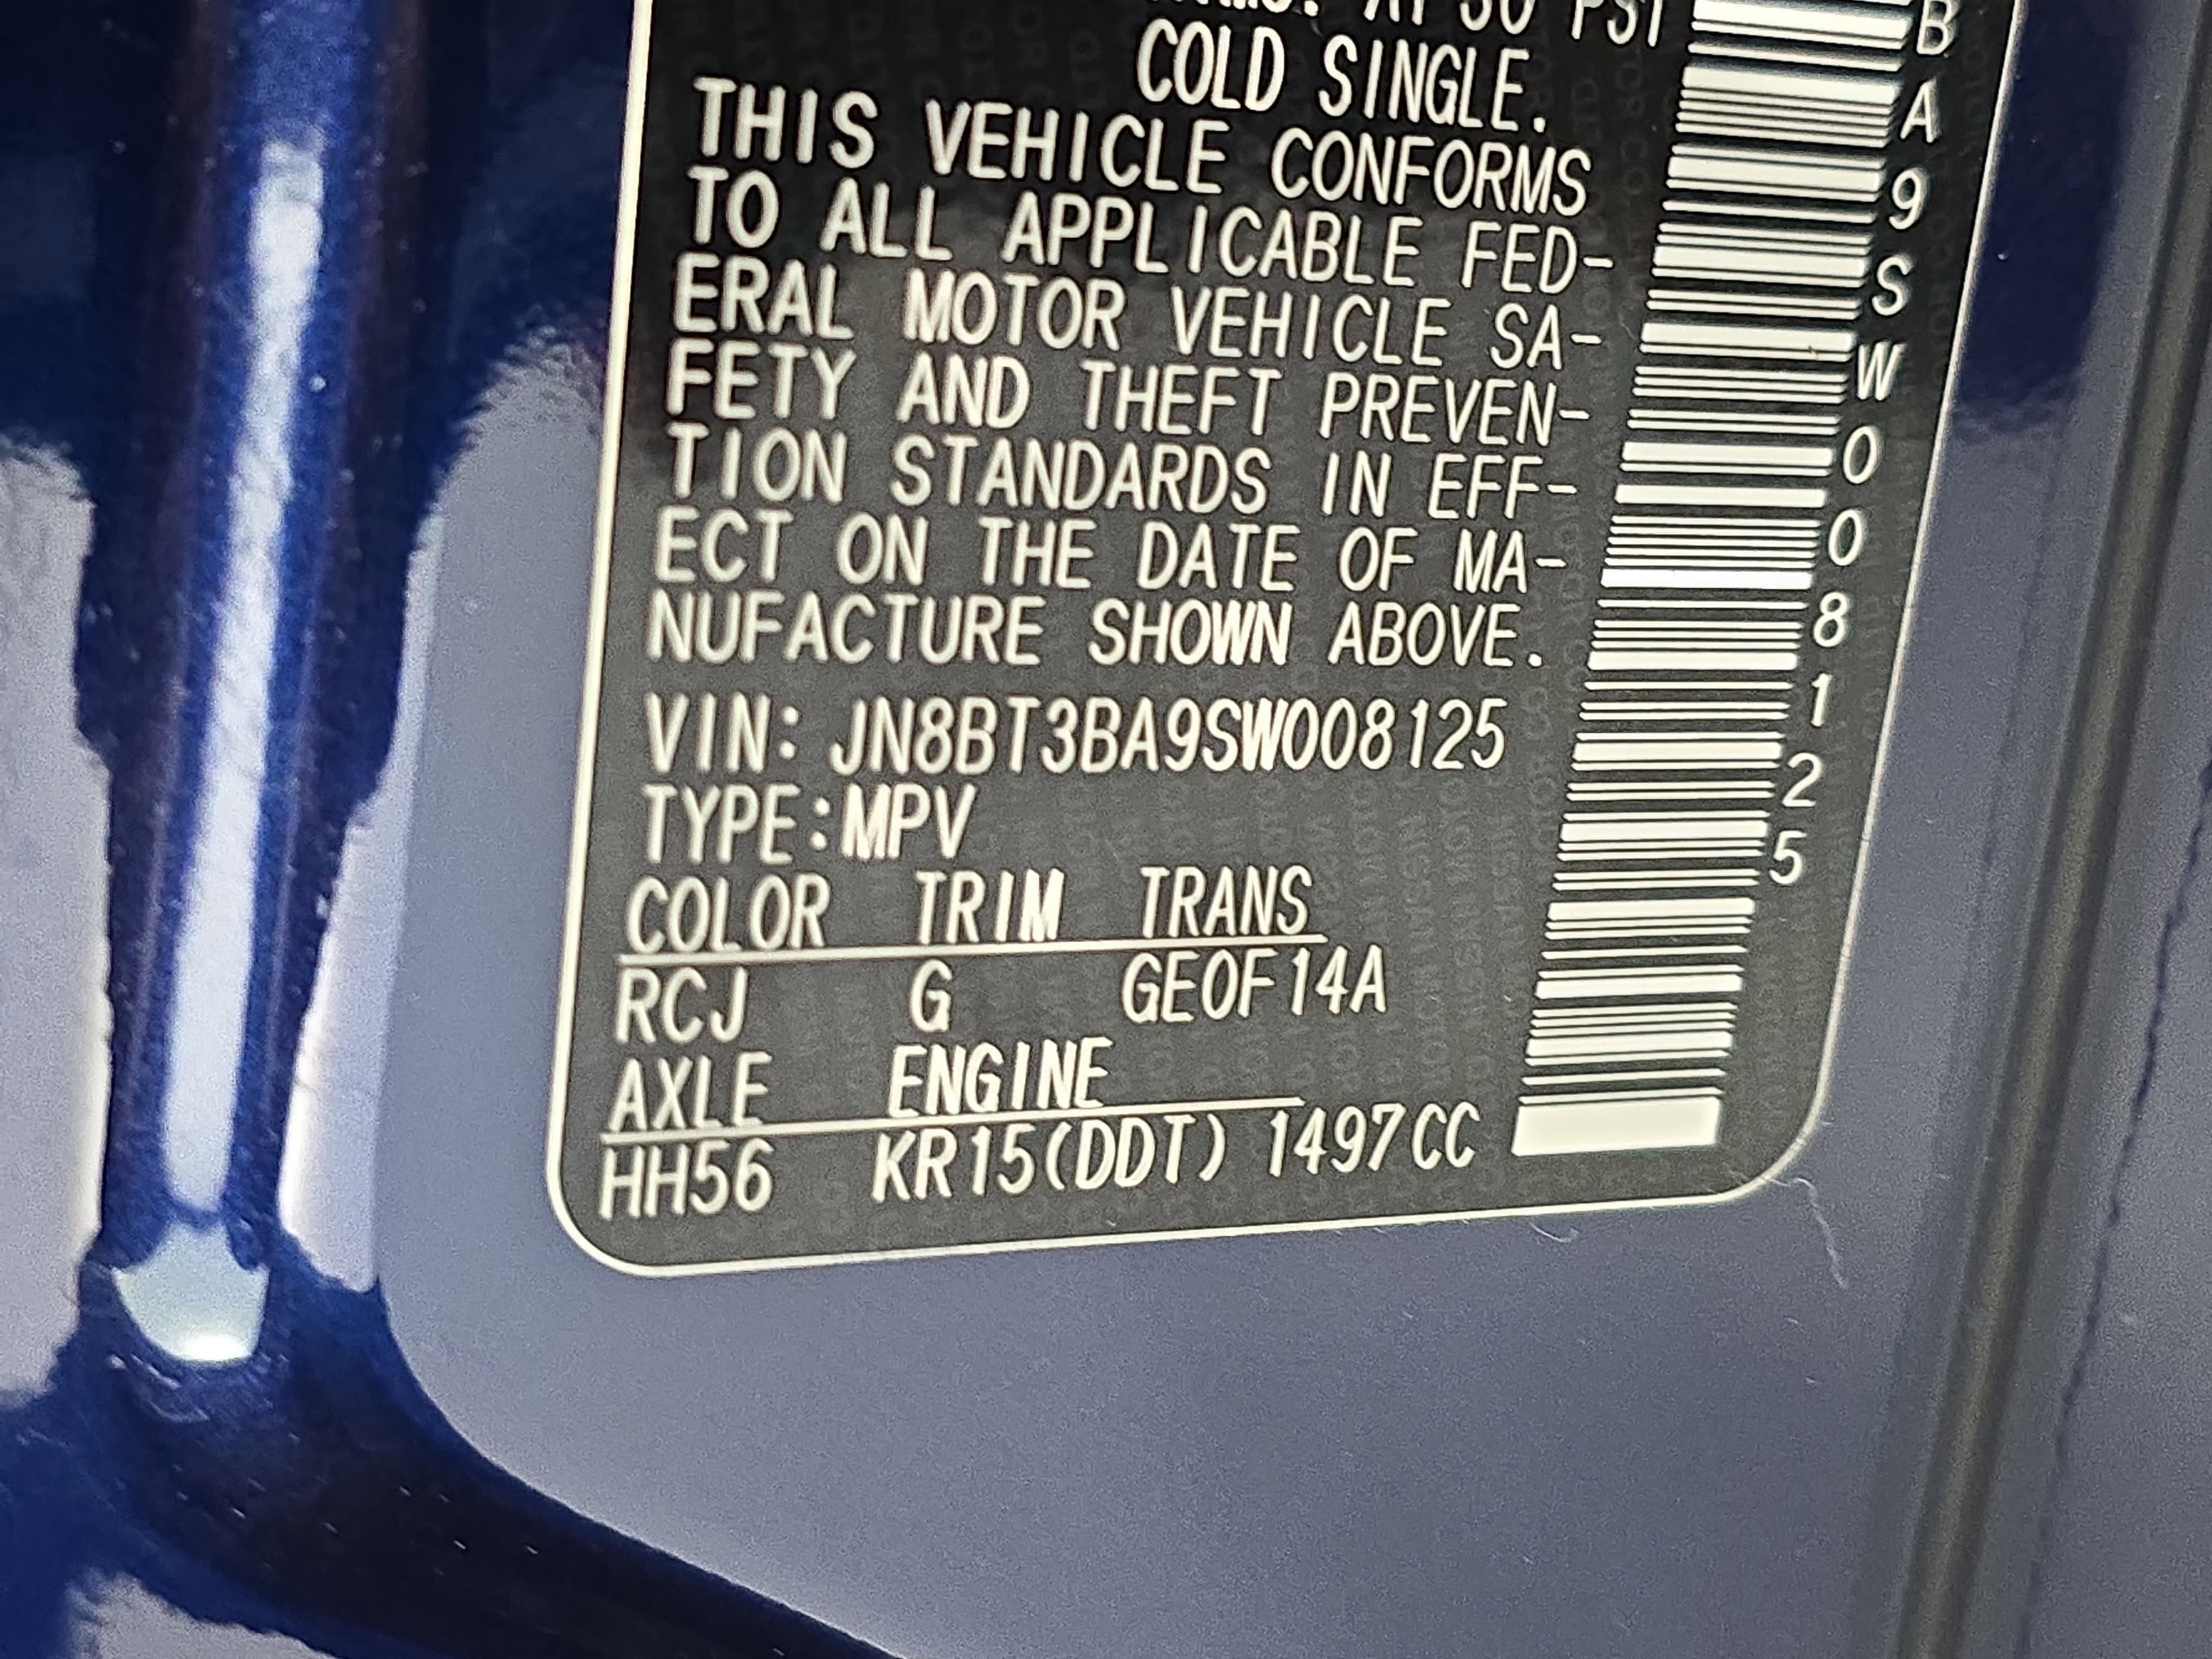 PSI
COLD SINGLE.
THIS VEHICLE CONFORMS
TO ALL APPLICABLE FED-
ERAL MOTOR VEHICLE SA-
FETY AND THEFT PREVEN-
TION STANDARDS IN EFF-
ECT ON THE DATE OF MA-
NUFACTURE SHOWN ABOVE.
VIN: JN8BT3BA9SW008125
TYPE:MPV
COLOR TRIM TRANS
RCJ G GE0F14A
AXLE ENGINE
HH56 KR15(DDT) 1497CC
BA9SW008125